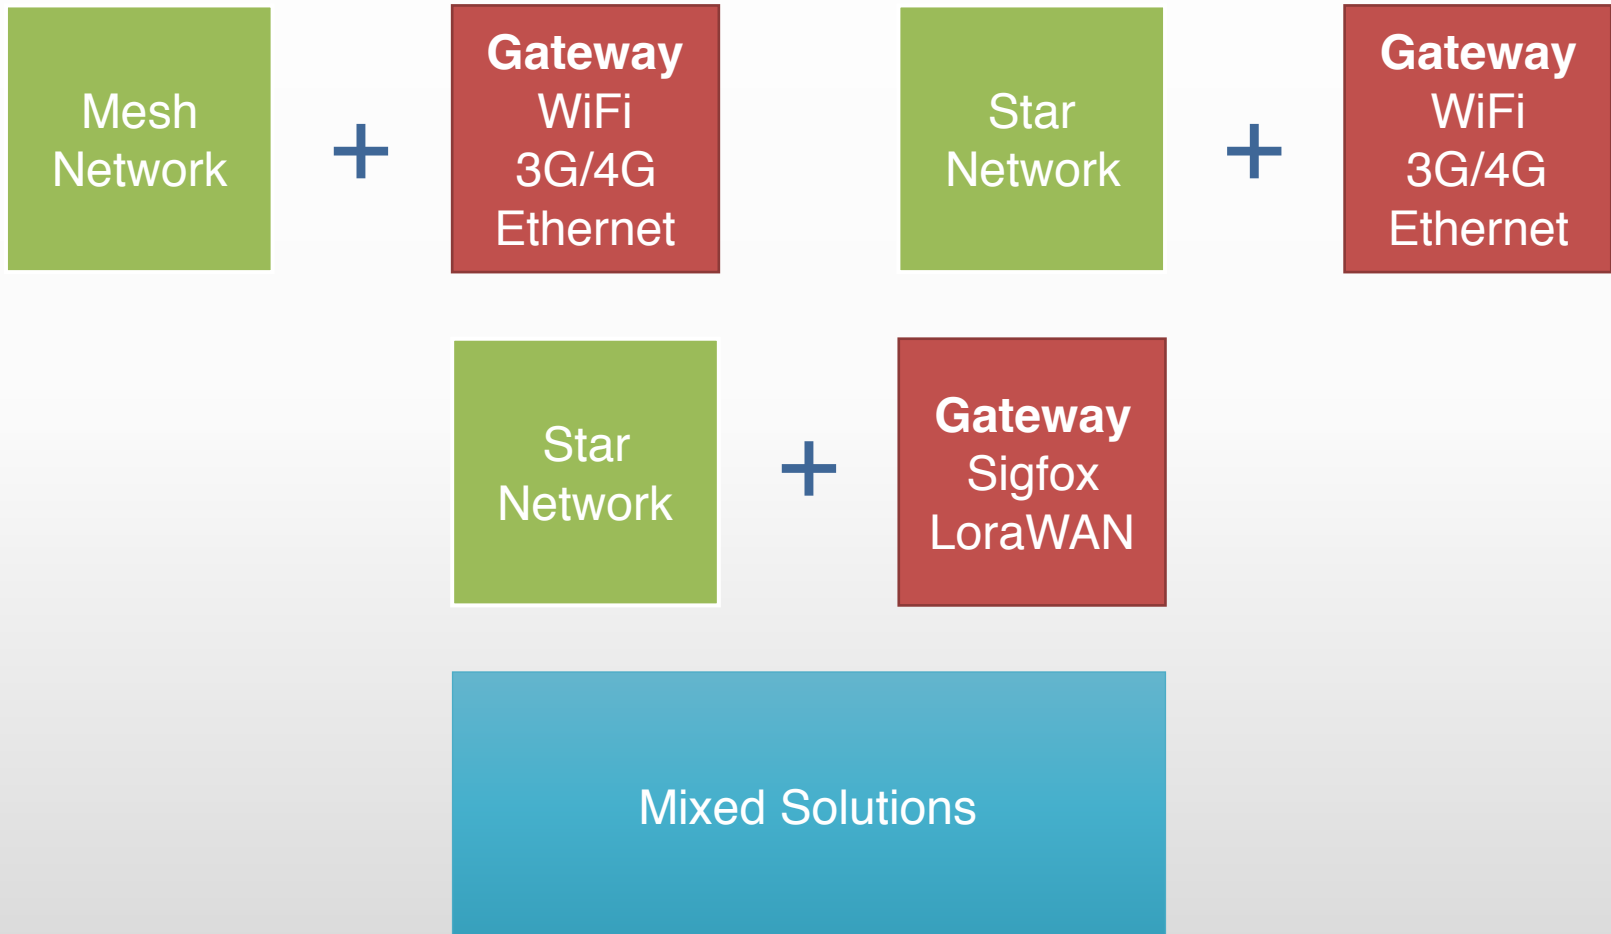 Mesh
Network
+
Gateway
WiFi
3G/4G
Ethernet
Star
Network
+
Gateway
WiFi
3G/4G
Ethernet
Star
Network
+
Gateway
Sigfox
LoraWAN
Mixed Solutions